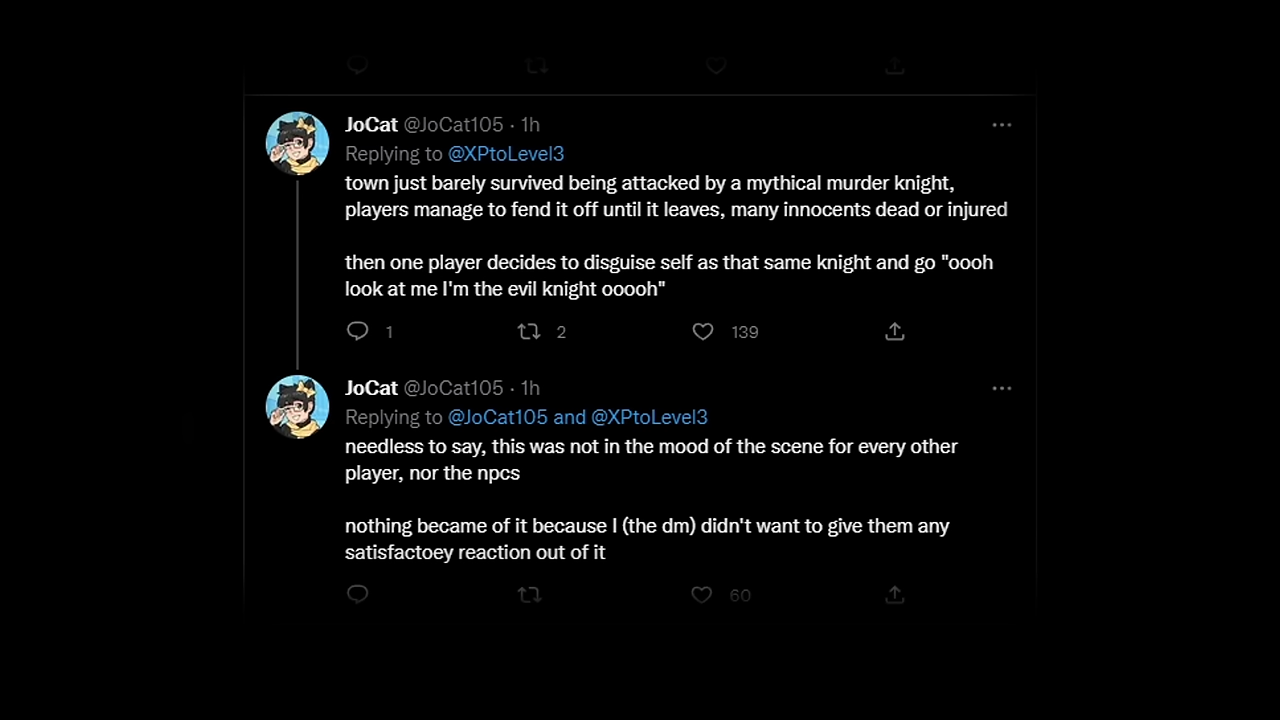 JoCat @JoCat105 · 1h
Replying to @XPtoLevel3
town just barely survived being attacked by a mythical murder knight,
players manage to fend it off until it leaves, many innocents dead or injured
then one player decides to disguise self as that same knight and go "oooh
look at me I'm the evil knight ooooh"
1 2 139
JoCat @JoCat105 · 1h
Replying to @JoCat105 and @XPtoLevel3
needless to say, this was not in the mood of the scene for every other
player, nor the npcs
nothing became of it because I (the dm) didn't want to give them any
satisfactoey reaction out of it
60